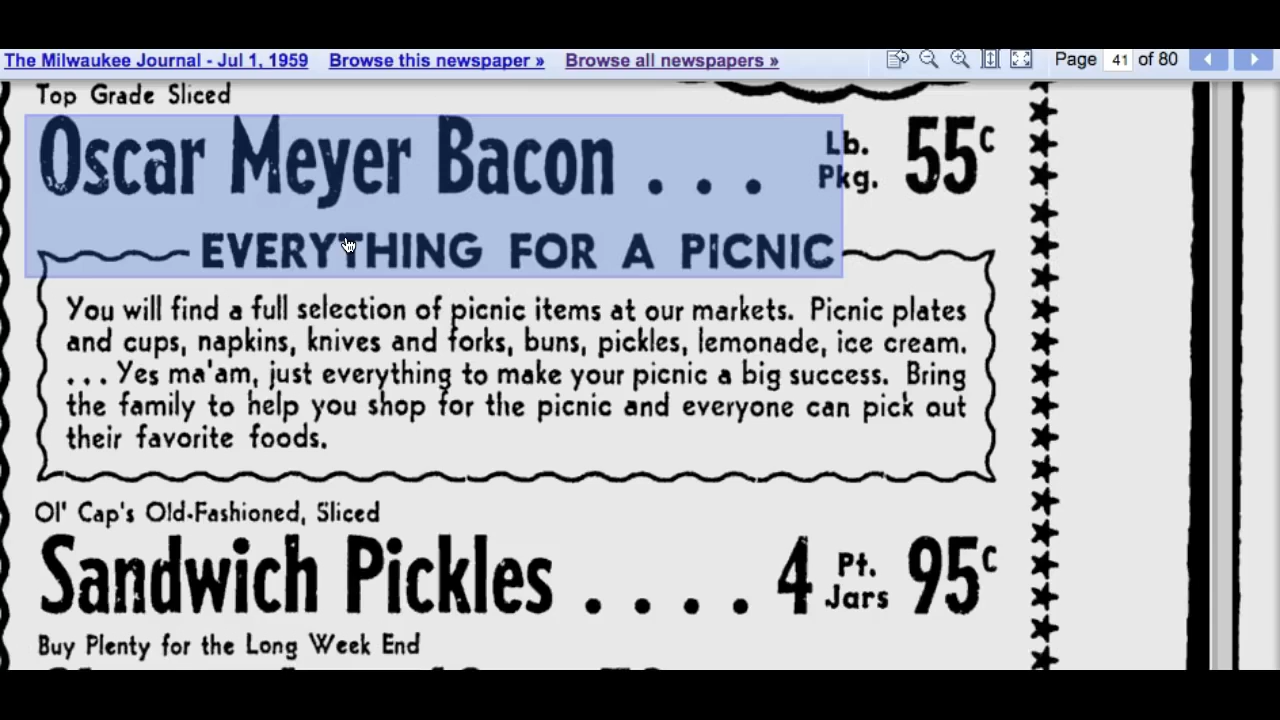 The Milwaukee Journal - Jul 1, 1959 Browse this newspaper » Browse all newspapers » Page 41 of 80
Top Grade Sliced
Oscar Meyer Bacon . . . Lb. Pkg. 55c
EVERYTHING FOR A PICNIC
You will find a full selection of picnic items at our markets. Picnic plates
and cups, napkins, knives and forks, buns, pickles, lemonade, ice cream.
. . . Yes ma'am, just everything to make your picnic a big success. Bring
the family to help you shop for the picnic and everyone can pick out
their favorite foods.
Ol' Cap's Old-Fashioned, Sliced
Sandwich Pickles . . . . 4 Pt. Jars 95c
Buy Plenty for the Long Week End